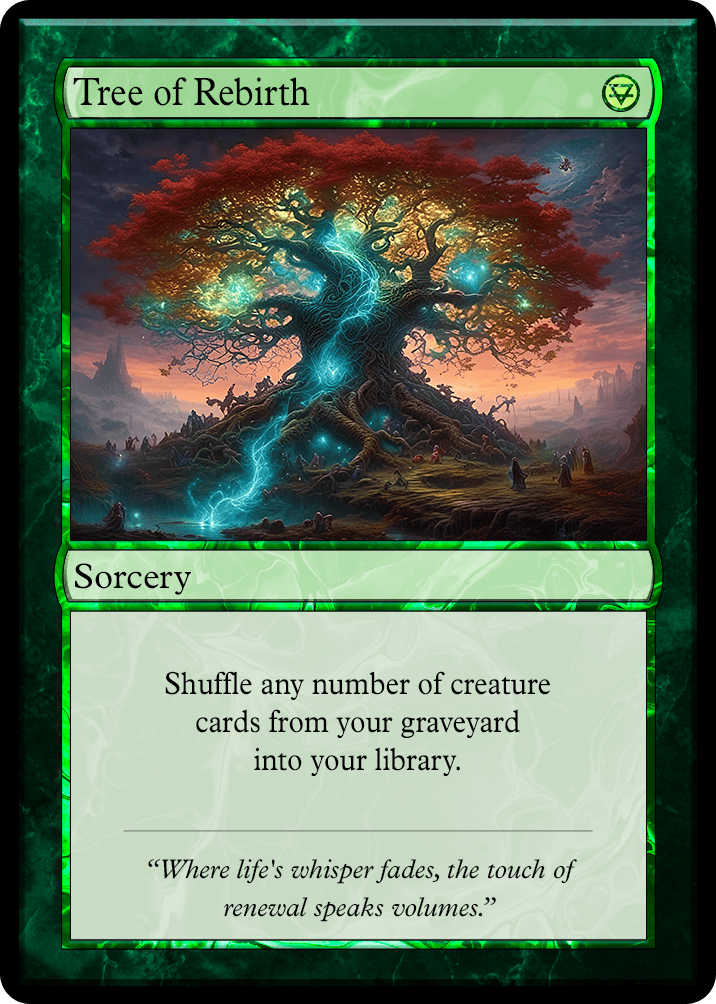 Tree of Rebirth
Sorcery
Shuffle any number of creature
cards from your graveyard
into your library.
“Where life's whisper fades, the touch of
renewal speaks volumes.”